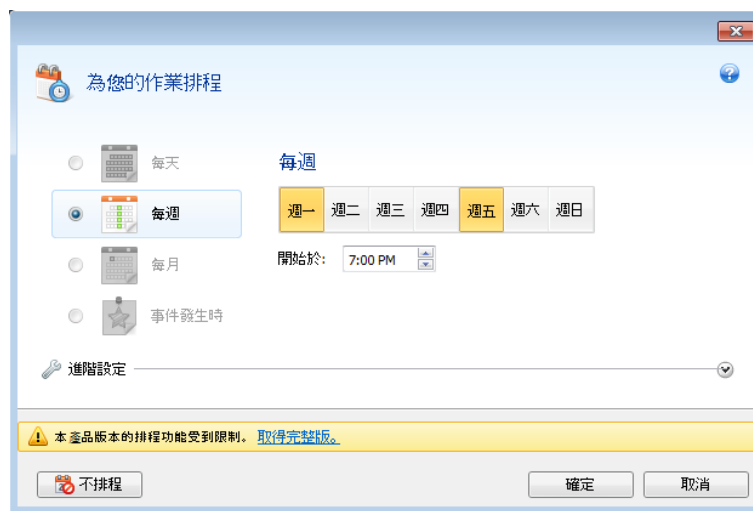 為您的作業排程
每天
每週
每月
事件發生時
每週
週一 週二 週三 週四 週五 週六 週日
開始於: 7:00 PM
進階設定
本產品版本的排程功能受到限制。 取得完整版。
不排程 確定 取消